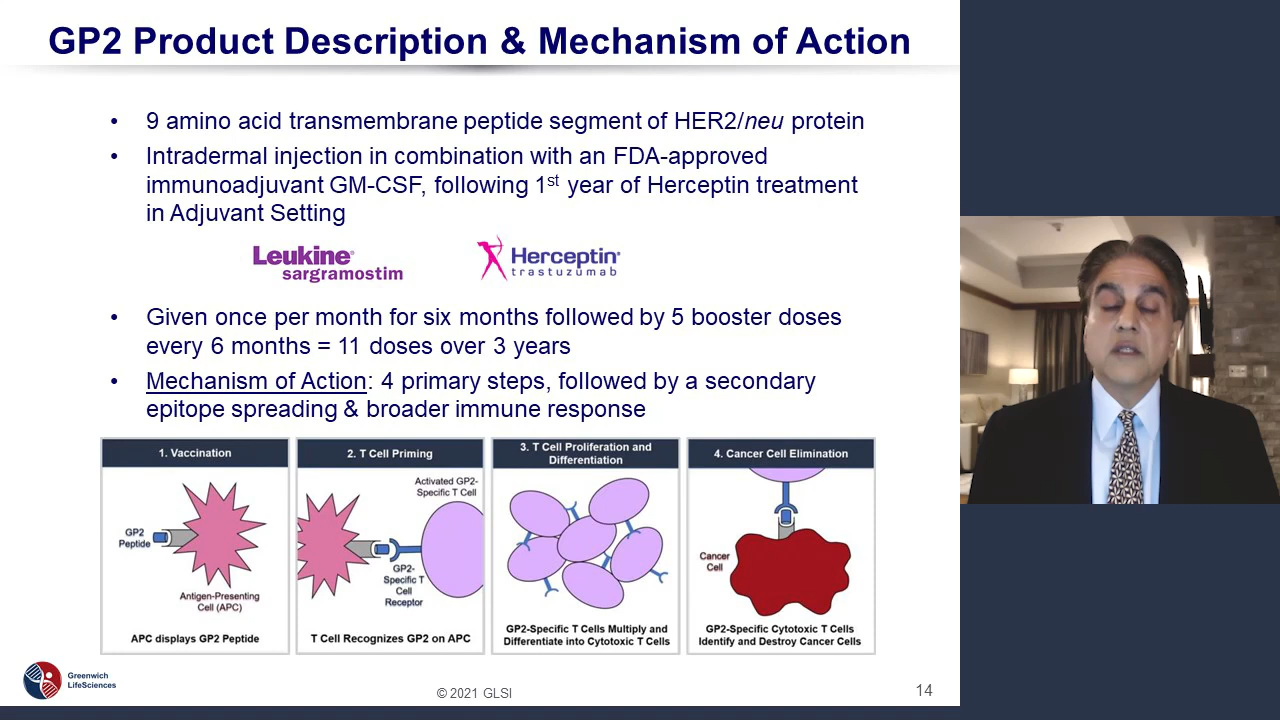 GP2 Product Description & Mechanism of Action
• 9 amino acid transmembrane peptide segment of HER2/neu protein
• Intradermal injection in combination with an FDA-approved
immunoadjuvant GM-CSF, following 1st year of Herceptin treatment
in Adjuvant Setting
Leukine®
sargramostim
Herceptin®
trastuzumab
• Given once per month for six months followed by 5 booster doses
every 6 months = 11 doses over 3 years
• Mechanism of Action: 4 primary steps, followed by a secondary
epitope spreading & broader immune response
1. Vaccination
GP2
Peptide
Antigen-Presenting
Cell (APC)
APC displays GP2 Peptide
2. T Cell Priming
Activated GP2-
Specific T Cell
GP2-
Specific T
Cell
Receptor
T Cell Recognizes GP2 on APC
3. T Cell Proliferation and
Differentiation
GP2-Specific T Cells Multiply and
Differentiate into Cytotoxic T Cells
4. Cancer Cell Elimination
Cancer
Cell
GP2-Specific Cytotoxic T Cells
Identify and Destroy Cancer Cells
Greenwich
LifeSciences
© 2021 GLSI
14